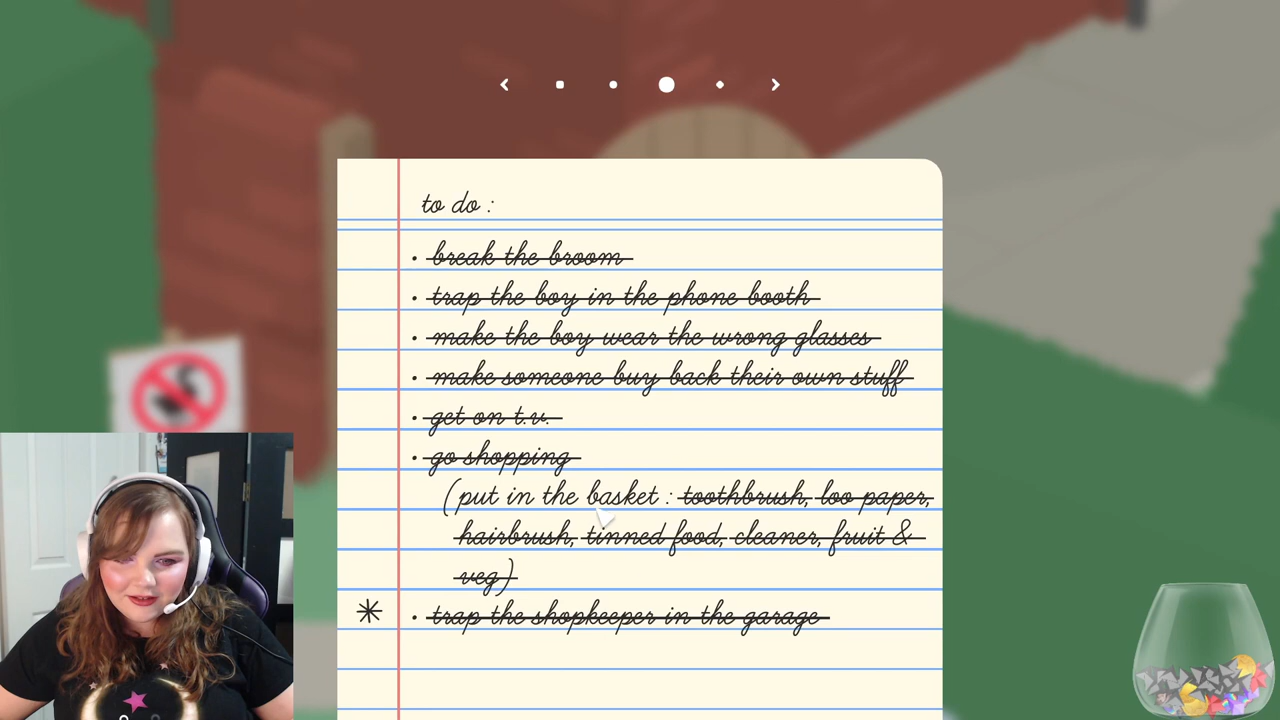 to do :
• break the broom
• trap the boy in the phone booth
• make the boy wear the wrong glasses
• make someone buy back their own stuff
• get on t.v.
• go shopping
(put in the basket : toothbrush, loo paper,
hairbrush, tinned food, cleaner, fruit &
veg)
• trap the shopkeeper in the garage